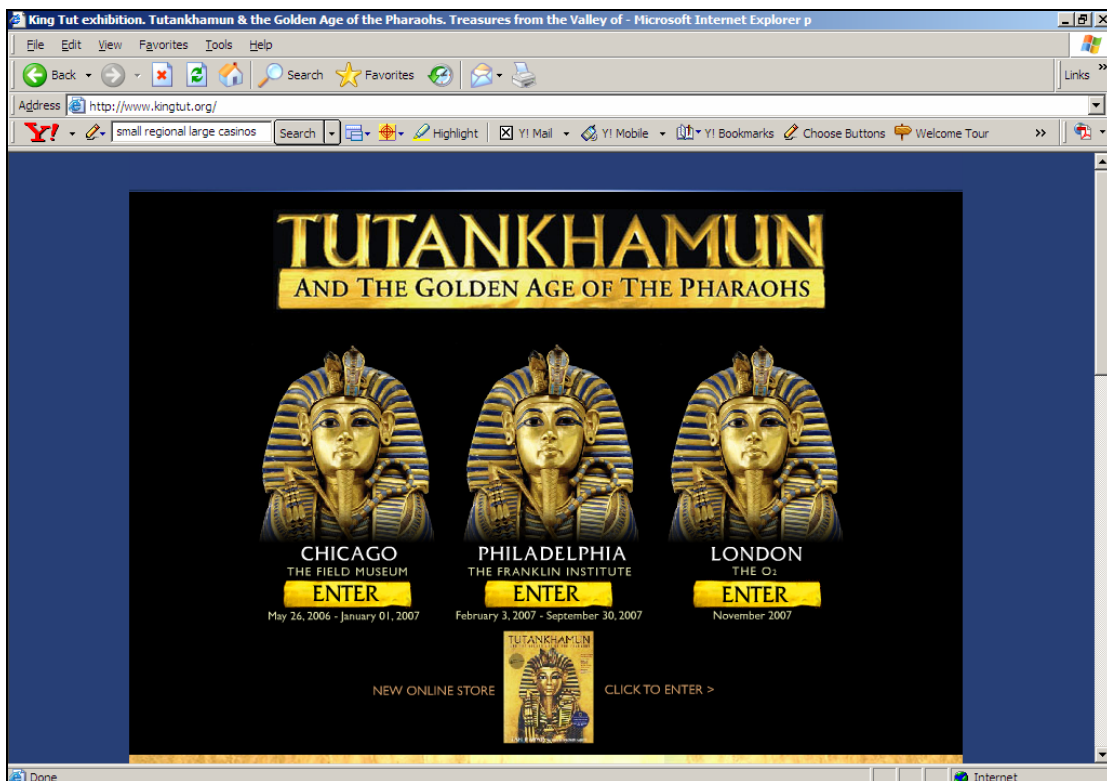 King Tut exhibition. Tutankhamun & the Golden Age of the Pharaohs. Treasures from the Valley of - Microsoft Internet Explorer p
File Edit View Favorites Tools Help
Back Search Favorites Links »
Address http://www.kingtut.org/ 
Y! small regional large casinos Search Highlight Y! Mail Y! Mobile Y! Bookmarks Choose Buttons Welcome Tour »
TUTANKHAMUN
AND THE GOLDEN AGE OF THE PHARAOHS
CHICAGO PHILADELPHIA LONDON
THE FIELD MUSEUM THE FRANKLIN INSTITUTE THE O2
ENTER ENTER ENTER
May 26, 2006 - January 01, 2007 February 3, 2007 - September 30, 2007 November 2007
TUTANKHAMUN
NEW ONLINE STORE CLICK TO ENTER >
Done Internet